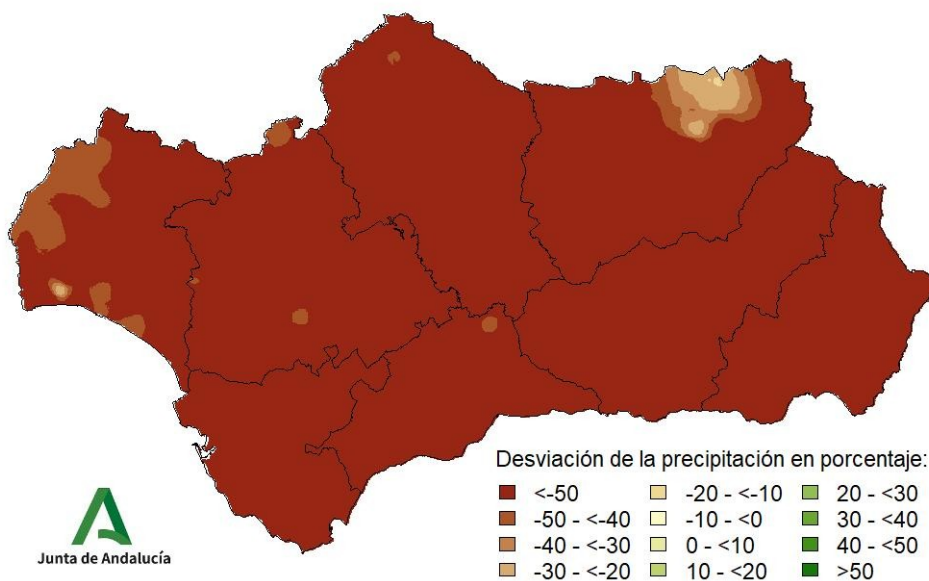 Desviación de la precipitación en porcentaje:
<-50
-50 - <-40
-40 - <-30
-30 - <-20
-20 - <-10
-10 - <0
0 - <10
10 - <20
20 - <30
30 - <40
40 - <50
>50
Junta de Andalucía